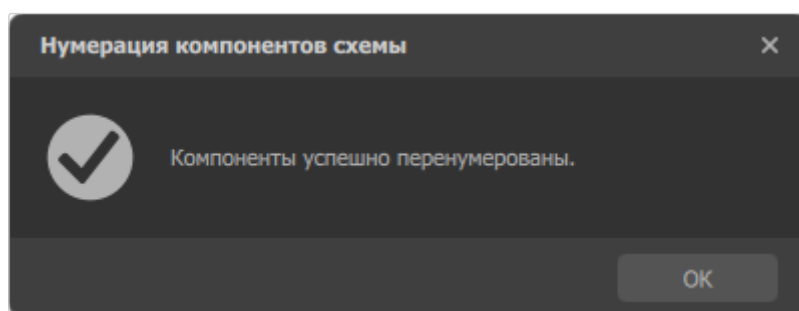 Нумерация компонентов схемы
Компоненты успешно перенумерованы.
OK